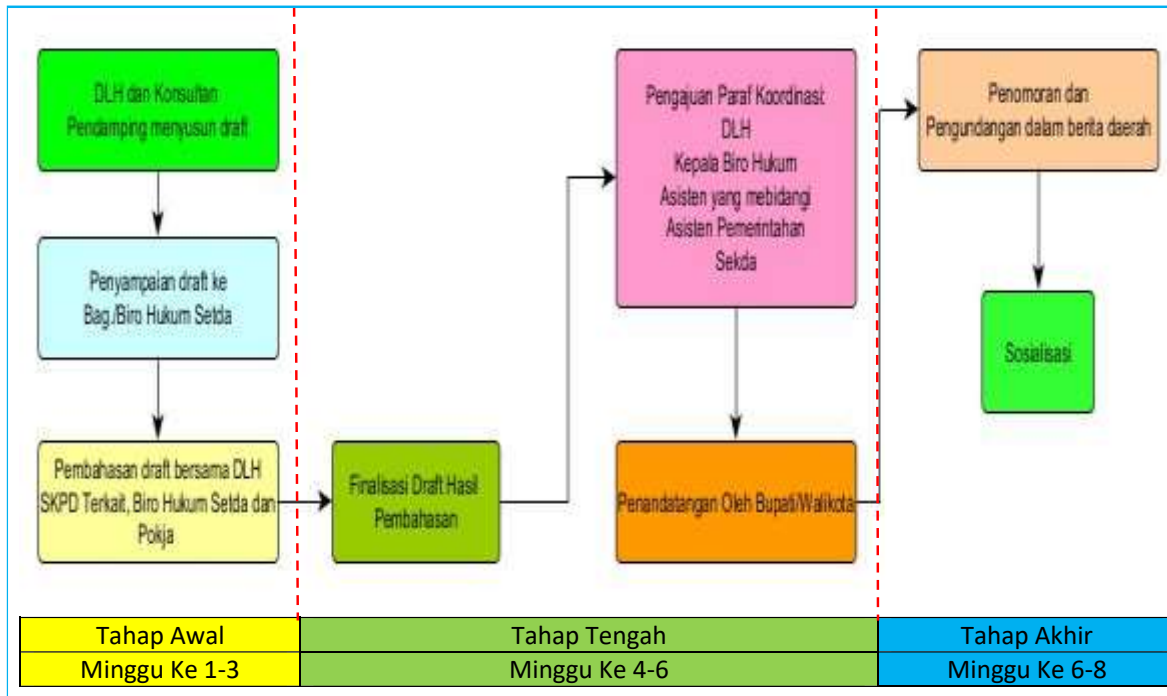 DLH dan Konsultan
Pendamping menyusun draft
Penyampaian draft ke
Bag./Biro Hukum Setda
Pembahasan draft bersama DLH
SKPD Terkait, Biro Hukum Setda dan
Pokja
Finalisasi Draft Hasil
Pembahasan
Pengajuan Paraf Koordinasi:
DLH
Kepala Biro Hukum
Asisten yang mebidangi
Asisten Pemerintahan
Sekda
Penandatangan Oleh Bupati/Walikota
Penomoran dan
Pengundangan dalam berita daerah
Sosialisasi
Tahap Awal
Tahap Tengah
Tahap Akhir
Minggu Ke 1-3
Minggu Ke 4-6
Minggu Ke 6-8